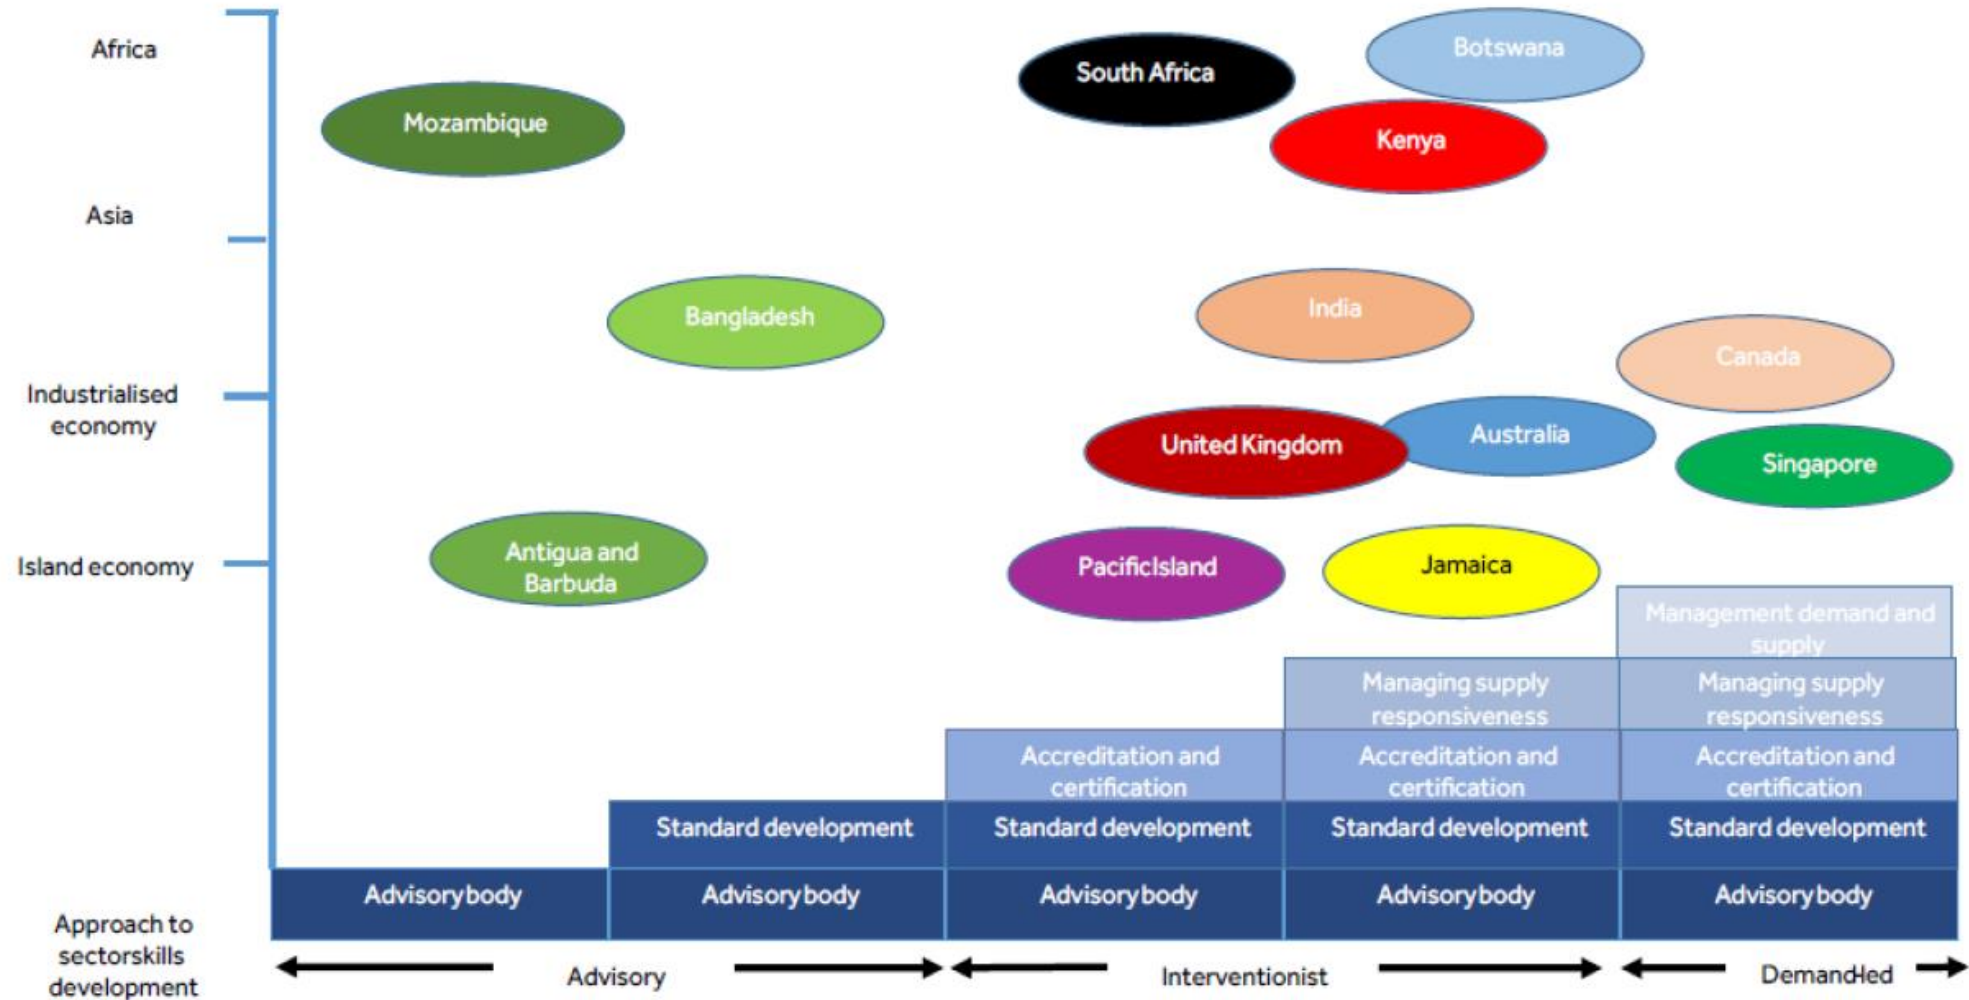 Africa
Botswana
South Africa
Mozambique
Kenya
Asia
Bangladesh
India
Canada
Industrialised
economy
United Kingdom
Australia
Singapore
Island economy
Antigua and
Barbuda
PacificIsland
Jamaica
Management demand and
supply
Managing supply
responsiveness
Managing supply
responsiveness
Accreditation and
certification
Accreditation and
certification
Accreditation and
certification
Standard development
Standard development
Standard development
Standard development
Advisorybody
Advisorybody
Advisorybody
Advisorybody
Advisorybody
Approach to
sectorskills
development
Advisory
Interventionist
Demand-led